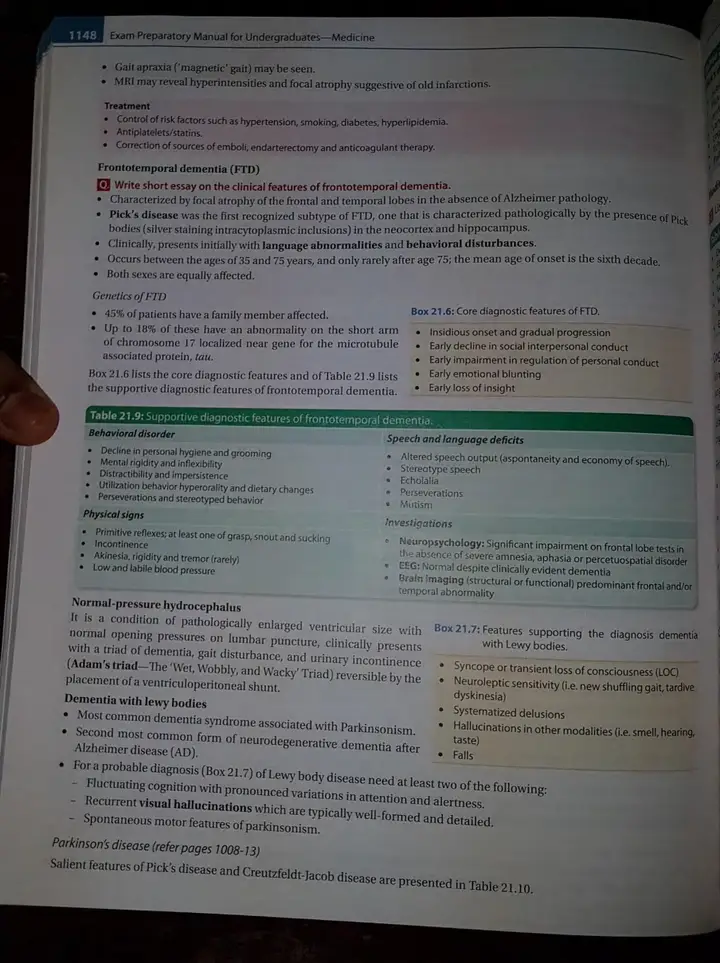 1148 Exam Preparatory Manual for Undergraduates—Medicine
• Gait apraxia ('magnetic' gait) may be seen.
• MRI may reveal hyperintensities and focal atrophy suggestive of old infarctions.
Treatment
• Control of risk factors such as hypertension, smoking, diabetes, hyperlipidemia.
• Antiplatelets/statins.
• Correction of sources of emboli, endarterectomy and anticoagulant therapy.
Frontotemporal dementia (FTD)
Q. Write short essay on the clinical features of frontotemporal dementia.
• Characterized by focal atrophy of the frontal and temporal lobes in the absence of Alzheimer pathology.
• Pick's disease was the first recognized subtype of FTD, one that is characterized pathologically by the presence of Pick
bodies (silver staining intracytoplasmic inclusions) in the neocortex and hippocampus.
• Clinically, presents initially with language abnormalities and behavioral disturbances.
• Occurs between the ages of 35 and 75 years, and only rarely after age 75; the mean age of onset is the sixth decade.
• Both sexes are equally affected.
Genetics of FTD
• 45% of patients have a family member affected.
• Up to 18% of these have an abnormality on the short arm
of chromosome 17 localized near gene for the microtubule
associated protein, tau.
Box 21.6 lists the core diagnostic features and of Table 21.9 lists
the supportive diagnostic features of frontotemporal dementia.
Box 21.6: Core diagnostic features of FTD.
• Insidious onset and gradual progression
• Early decline in social interpersonal conduct
• Early impairment in regulation of personal conduct
• Early emotional blunting
• Early loss of insight
Table 21.9: Supportive diagnostic features of frontotemporal dementia.
Behavioral disorder
• Decline in personal hygiene and grooming
• Mental rigidity and inflexibility
• Distractibility and impersistence
• Utilization behavior hyperorality and dietary changes
• Perseverations and stereotyped behavior
Speech and language deficits
• Altered speech output (aspontaneity and economy of speech).
• Stereotype speech
• Echolalia
• Perseverations
• Mutism
Physical signs
• Primitive reflexes: at least one of grasp, snout and sucking
• Incontinence
• Akinesia, rigidity and tremor (rarely)
• Low and labile blood pressure
Investigations
• Neuropsychology: Significant impairment on frontal lobe tests in
the absence of severe amnesia, aphasia or percetuospatial disorder
• EEG: Normal despite clinically evident dementia
• Brain imaging (structural or functional) predominant frontal and/or
temporal abnormality
Normal-pressure hydrocephalus
It is a condition of pathologically enlarged ventricular size with
normal opening pressures on lumbar puncture, clinically presents
with a triad of dementia, gait disturbance, and urinary incontinence
(Adam's triad—The 'Wet, Wobbly, and Wacky' Triad) reversible by the
placement of a ventriculoperitoneal shunt.
Dementia with lewy bodies
• Most common dementia syndrome associated with Parkinsonism.
• Second most common form of neurodegenerative dementia after
Alzheimer disease (AD).
• For a probable diagnosis (Box 21.7) of Lewy body disease need at least two of the following:
– Fluctuating cognition with pronounced variations in attention and alertness.
– Recurrent visual hallucinations which are typically well-formed and detailed.
– Spontaneous motor features of parkinsonism.
Box 21.7: Features supporting the diagnosis dementia
with Lewy bodies.
• Syncope or transient loss of consciousness (LOC)
• Neuroleptic sensitivity (i.e. new shuffling gait, tardive
dyskinesia)
• Systematized delusions
• Hallucinations in other modalities (i.e. smell, hearing,
taste)
• Falls
Parkinson's disease (refer pages 1008-13)
Salient features of Pick's disease and Creutzfeldt-Jacob disease are presented in Table 21.10.